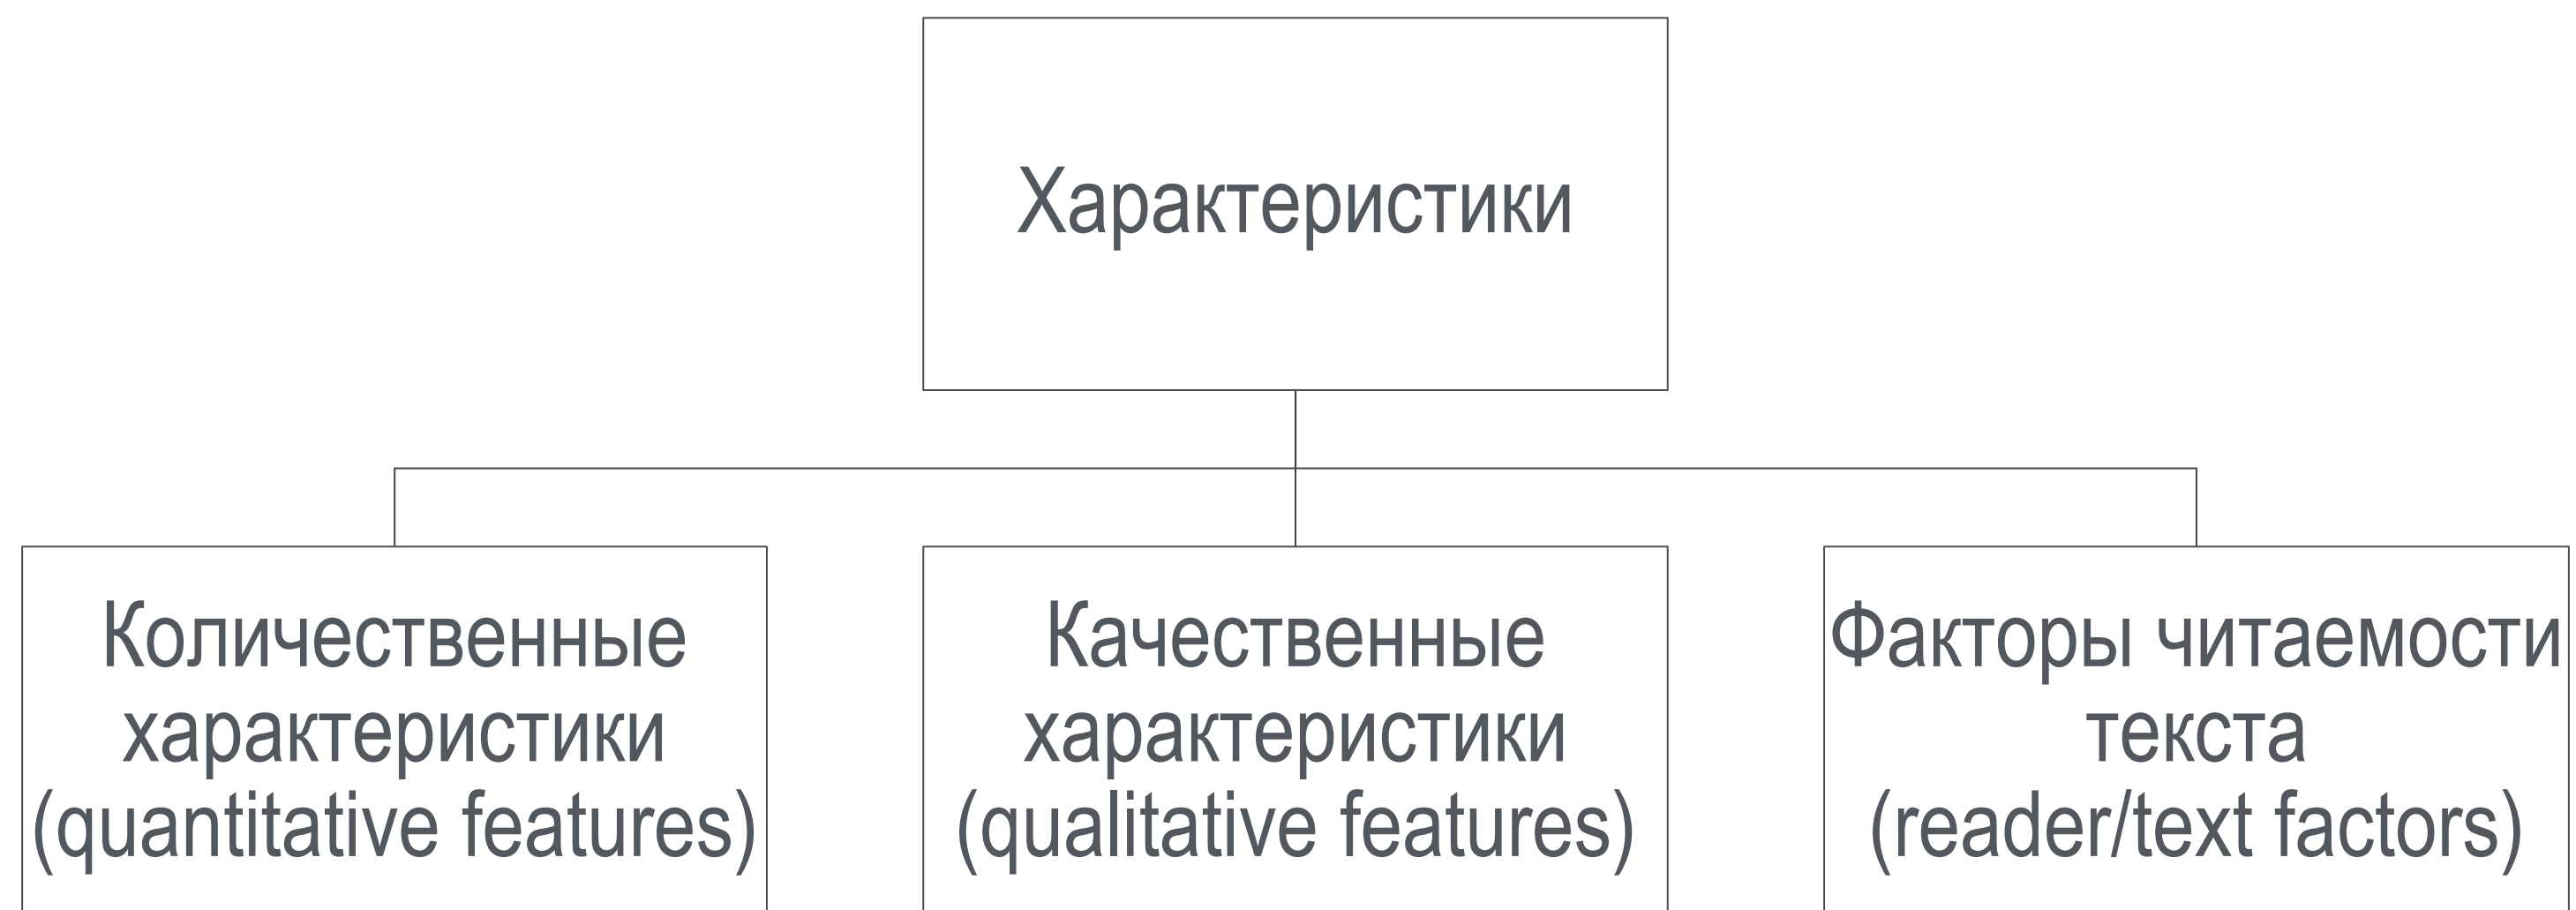 Характеристики
Количественные
характеристики
(quantitative features)
Качественные
характеристики
(qualitative features)
Факторы читаемости
текста
(reader/text factors)